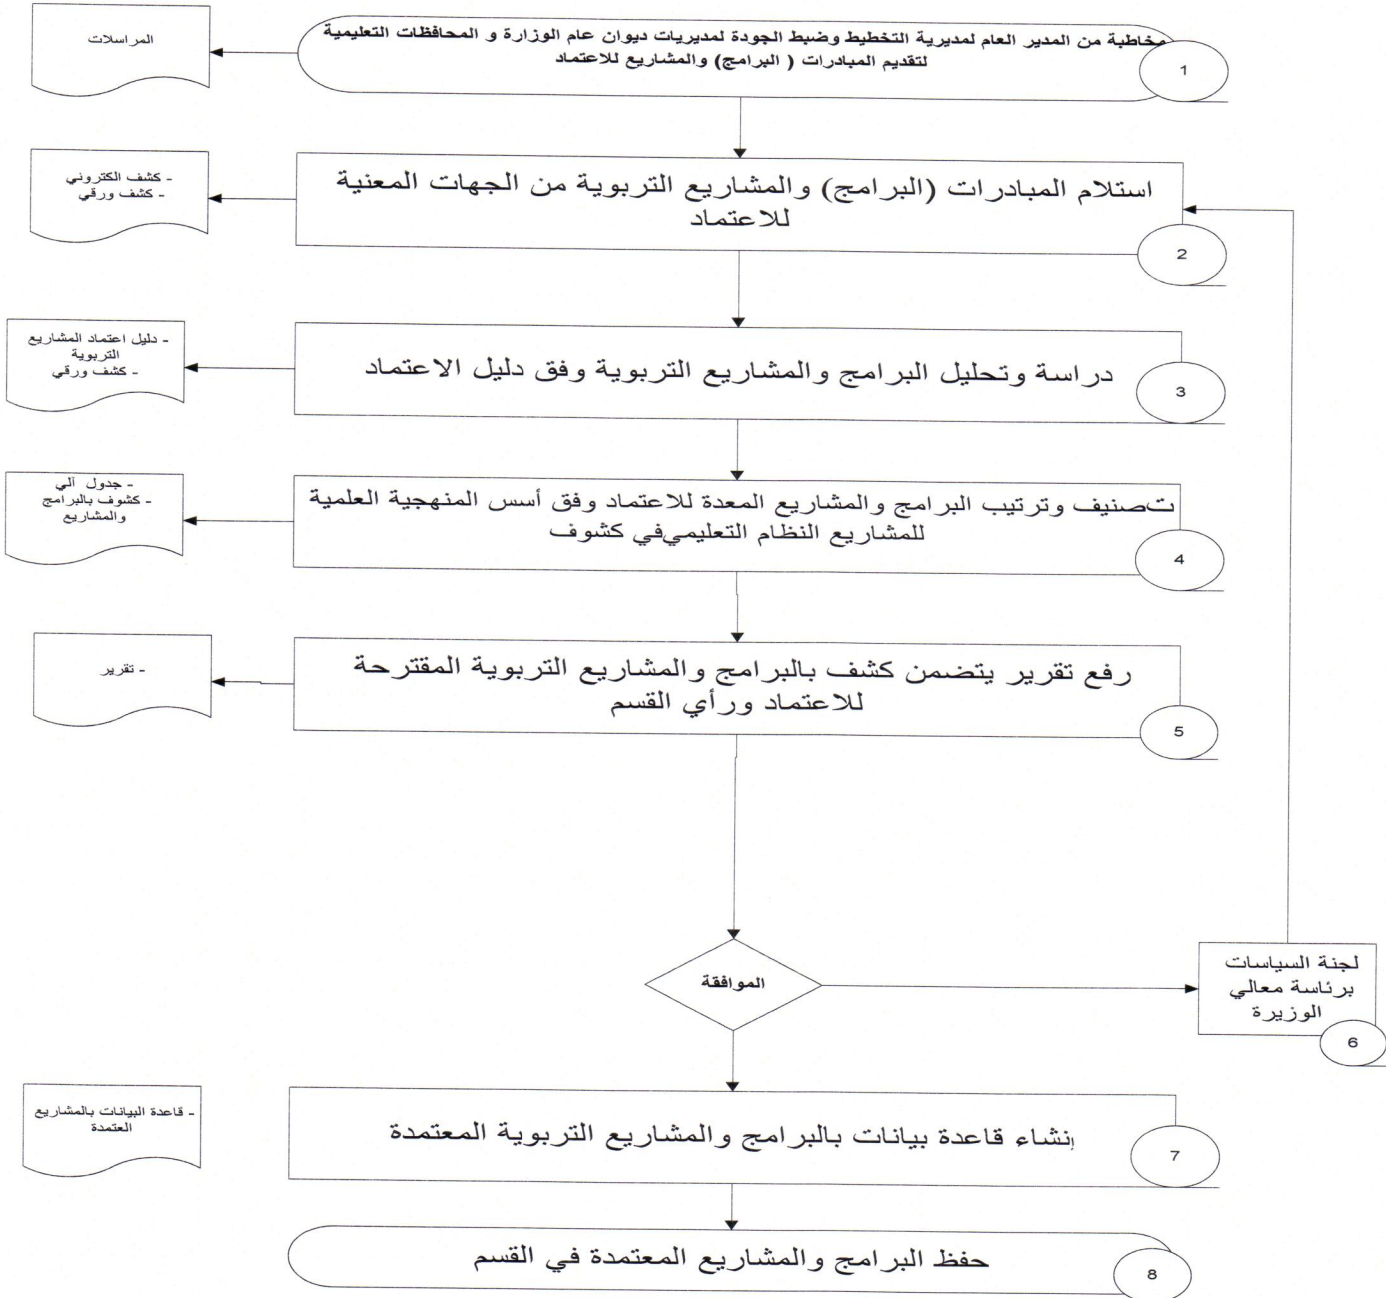 مخاطبة من المدير العام لمديرية التخطيط وضبط الجودة لمديريات ديوان عام الوزارة و المحافظات التعليمية
لتقديم المبادرات ( البرامج) والمشاريع للاعتماد
1
المراسلات
استلام المبادرات (البرامج) والمشاريع التربوية من الجهات المعنية
للاعتماد
2
- كشف الكتروني
- كشف ورقي
دراسة وتحليل البرامج والمشاريع التربوية وفق دليل الاعتماد
3
- دليل اعتماد المشاريع
التربوية
- كشف ورقي
تصنيف وترتيب البرامج والمشاريع المعدة للاعتماد وفق أسس المنهجية العلمية
للمشاريع النظام التعليمي في كشوف
4
- جدول آلي
- كشوف بالبرامج
والمشاريع
رفع تقرير يتضمن كشف بالبرامج والمشاريع التربوية المقترحة
للاعتماد ورأي القسم
5
- تقرير
الموافقة
لجنة السياسات
برئاسة معالي
الوزيرة
6
إنشاء قاعدة بيانات بالبرامج والمشاريع التربوية المعتمدة
7
- قاعدة البيانات بالمشاريع
العتمدة
حفظ البرامج والمشاريع المعتمدة في القسم
8